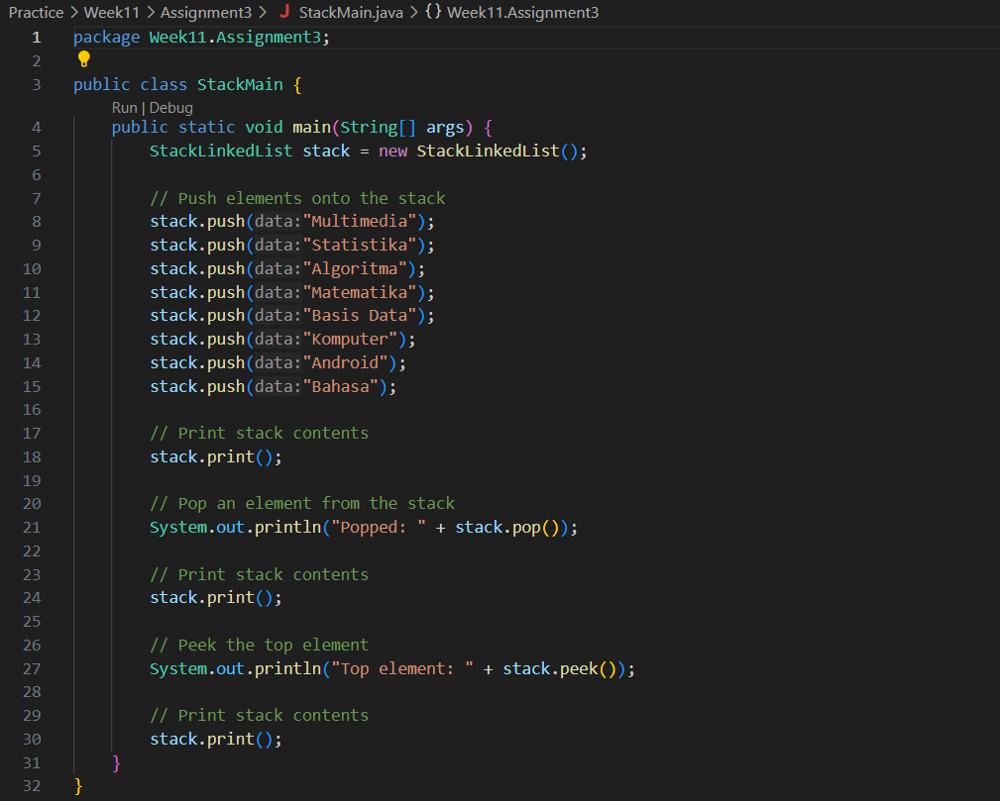 Practice > Week11 > Assignment3 > J StackMain.java > {} Week11.Assignment3
1 package Week11.Assignment3;
2
3 public class StackMain {
Run | Debug
4 public static void main(String[] args) {
5 StackLinkedList stack = new StackLinkedList();
6
7 // Push elements onto the stack
8 stack.push(data:"Multimedia");
9 stack.push(data:"Statistika");
10 stack.push(data:"Algoritma");
11 stack.push(data:"Matematika");
12 stack.push(data:"Basis Data");
13 stack.push(data:"Komputer");
14 stack.push(data:"Android");
15 stack.push(data:"Bahasa");
16
17 // Print stack contents
18 stack.print();
19
20 // Pop an element from the stack
21 System.out.println("Popped: " + stack.pop());
22
23 // Print stack contents
24 stack.print();
25
26 // Peek the top element
27 System.out.println("Top element: " + stack.peek());
28
29 // Print stack contents
30 stack.print();
31 }
32 }